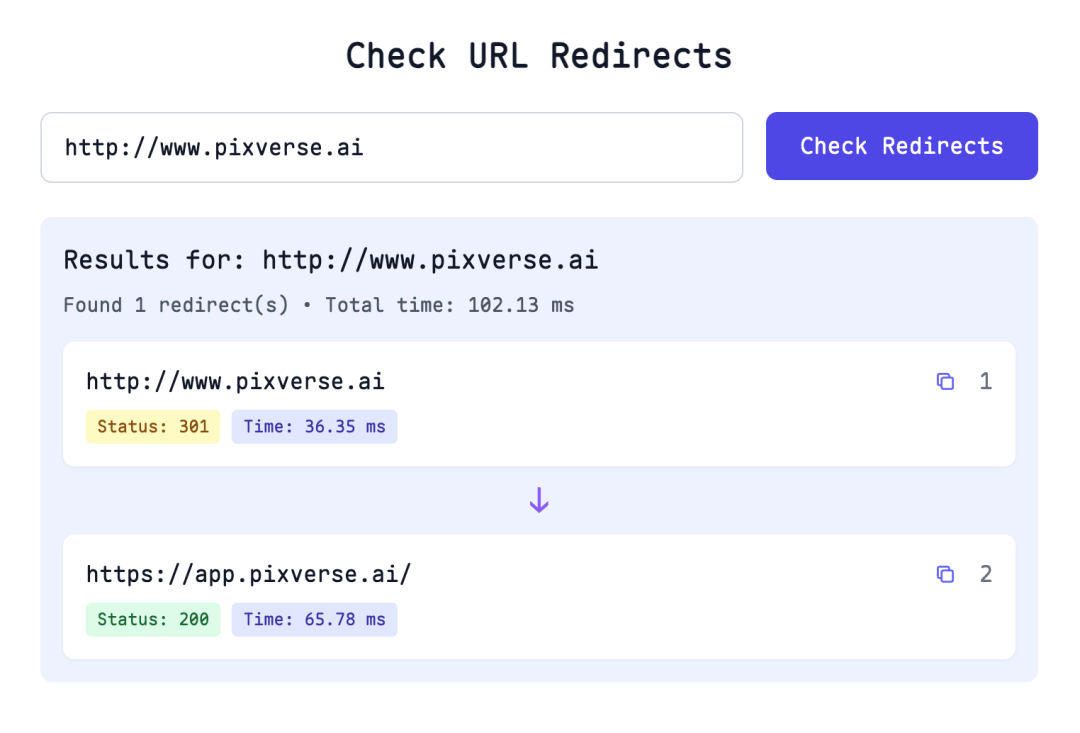 Check URL Redirects
http://www.pixverse.ai
Check Redirects
Results for: http://www.pixverse.ai
Found 1 redirect(s) • Total time: 102.13 ms
http://www.pixverse.ai 1
Status: 301 Time: 36.35 ms
https://app.pixverse.ai/ 2
Status: 200 Time: 65.78 ms